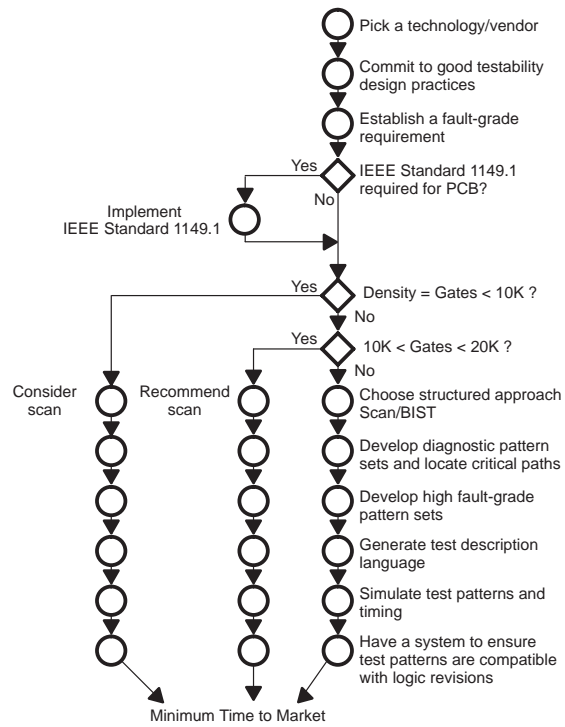 Pick a technology/vendor
Commit to good testability
design practices
Establish a fault-grade
requirement
Yes
IEEE Standard 1149.1
required for PCB?
No
Implement
IEEE Standard 1149.1
Yes
Density = Gates < 10K ?
No
Yes
10K < Gates < 20K ?
No
Consider
scan
Recommend
scan
Choose structured approach
Scan/BIST
Develop diagnostic pattern
sets and locate critical paths
Develop high fault-grade
pattern sets
Generate test description
language
Simulate test patterns and
timing
Have a system to ensure
test patterns are compatible
with logic revisions
Minimum Time to Market